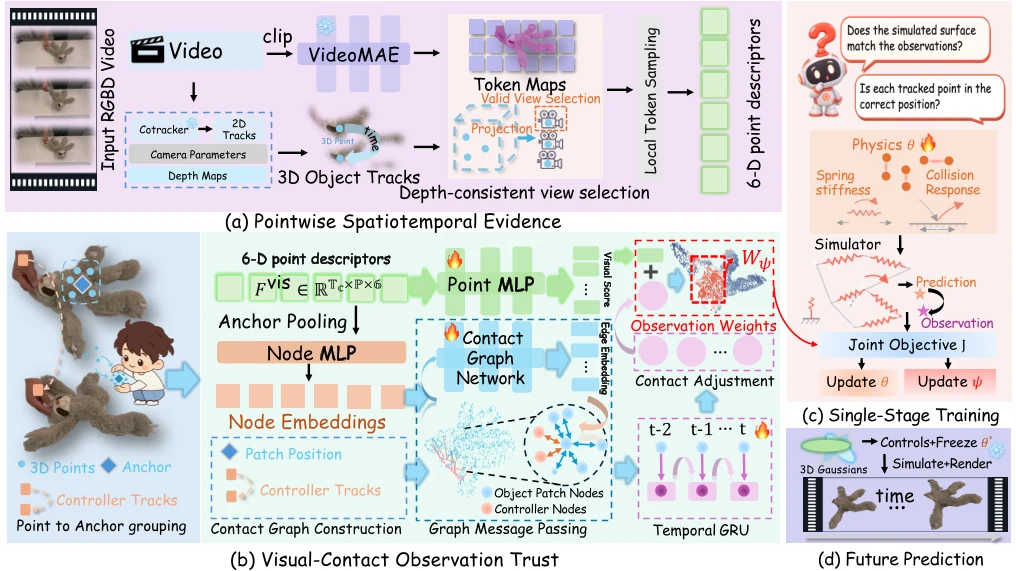 Input RGBD Video
Video
clip
VideoMAE
Token Maps
Valid View Selection
Projection
Cotracker
2D Tracks
Camera Parameters
Depth Maps
3D Point
time
3D Object Tracks
Depth-consistent view selection
Local Token Sampling
6-D point descriptors
(a) Pointwise Spatiotemporal Evidence
Does the simulated surface
match the observations?
Is each tracked point in the
correct position?
Physics θ
Spring
stiffness
Collision
Response
Simulator
Prediction
Observation
Joint Objective J
Update θ
Update ψ
(c) Single-Stage Training
3D Points
Anchor
Controller Tracks
Point to Anchor grouping
6-D point descriptors
F^vis ∈ ℝ^{T_c×P×6}
Anchor Pooling
Node MLP
Node Embeddings
Patch Position
Controller Tracks
Contact Graph Construction
Point MLP
Visual Score
...
Contact
Graph
Network
Edge Embedding
...
Object Patch Nodes
Controller Nodes
Graph Message Passing
+
W_ψ
Observation Weights
...
Contact Adjustment
t-2 t-1 ... t
Temporal GRU
(b) Visual-Contact Observation Trust
3D Gaussians
Controls+Freeze θ*
Simulate+Render
time
...
(d) Future Prediction